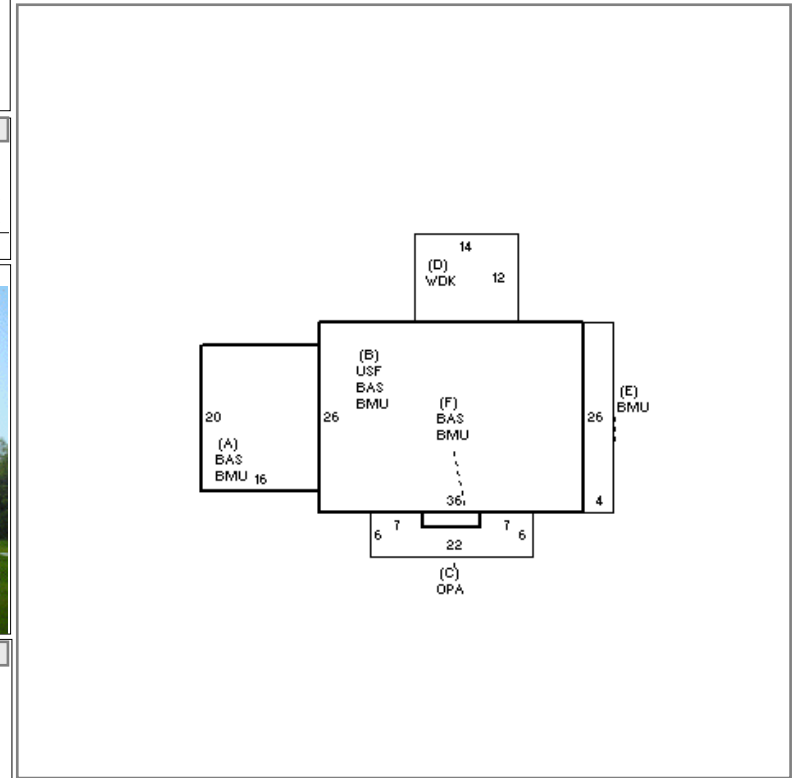 14
(D)
WDK
12
(B)
USF
BAS
BMU
(F)
BAS
BMU
(E)
BMU
20
26
26
(A)
BAS
BMU 16
36
4
7
7
6
6
22
(C)
OPA